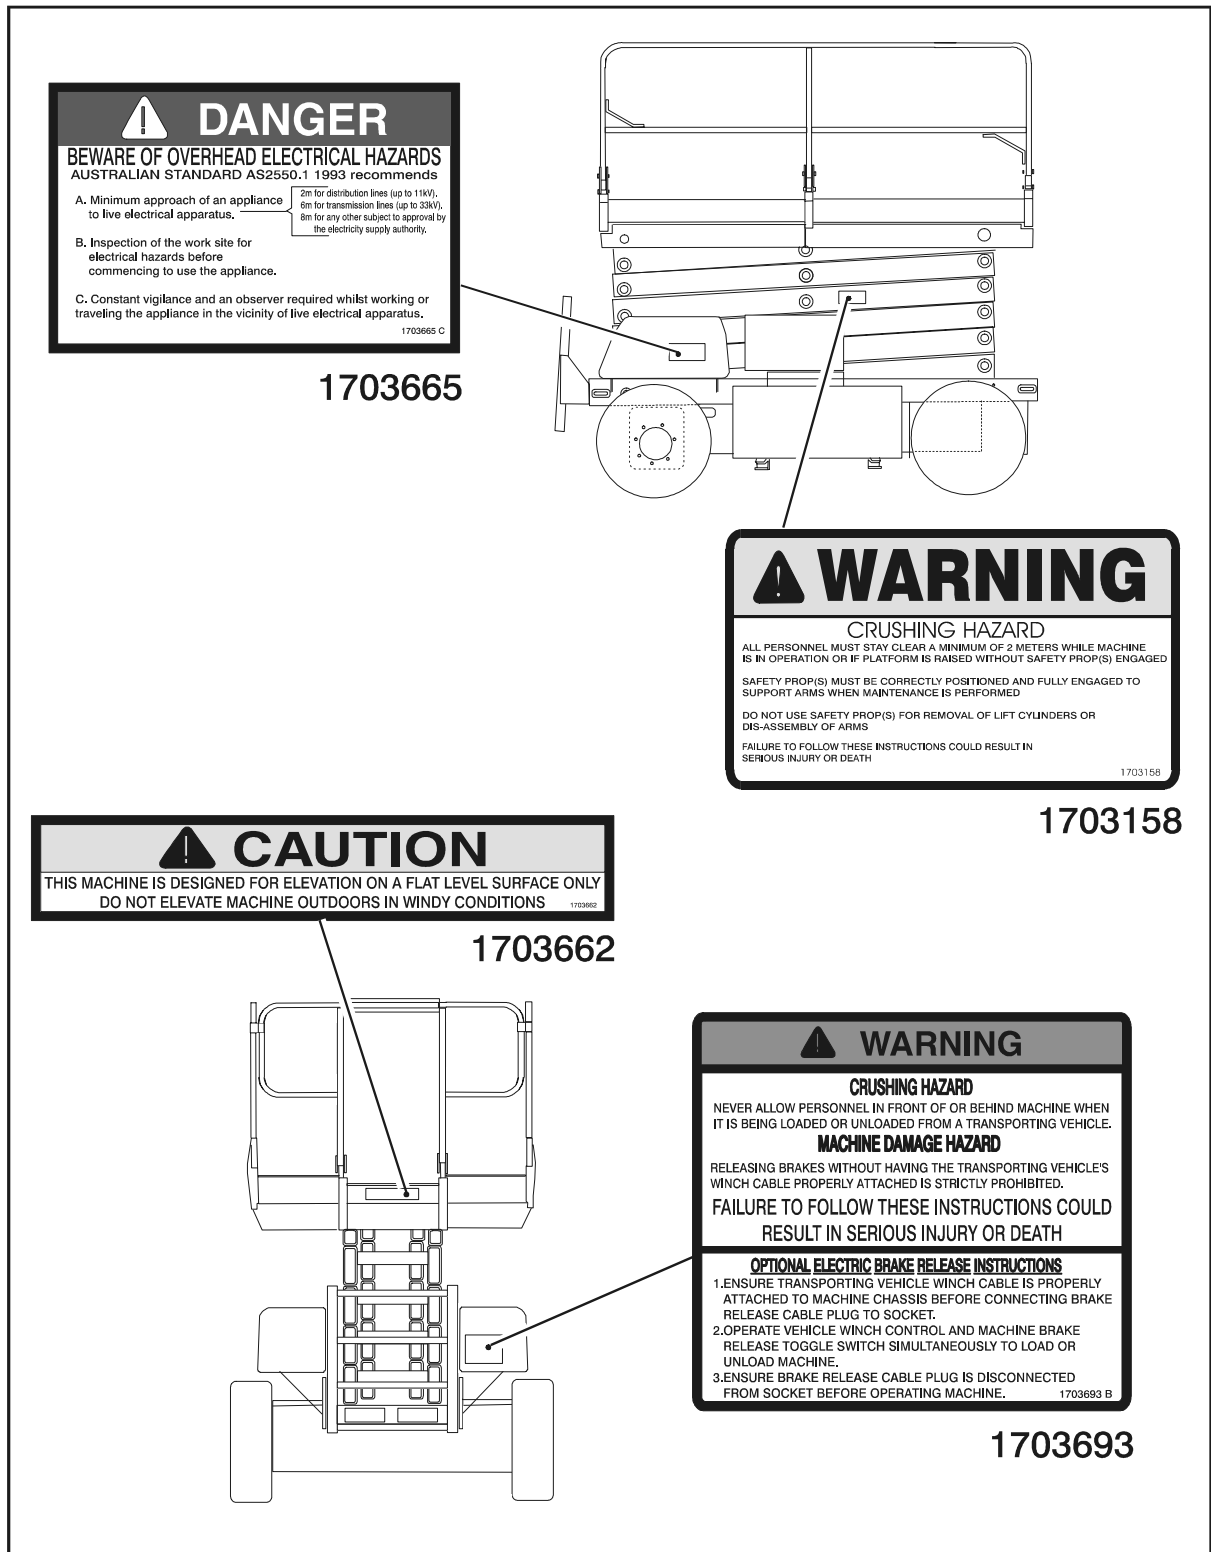 DANGER
BEWARE OF OVERHEAD ELECTRICAL HAZARDS
AUSTRALIAN STANDARD AS2550.1 1993 recommends
A. Minimum approach of an appliance
to live electrical apparatus.
2m for distribution lines (up to 11kV).
6m for transmission lines (up to 33kV).
8m for any other subject to approval by
the electricity supply authority.
B. Inspection of the work site for
electrical hazards before
commencing to use the appliance.
C. Constant vigilance and an observer required whilst working or
traveling the appliance in the vicinity of live electrical apparatus.
1703665 C
1703665
WARNING
CRUSHING HAZARD
ALL PERSONNEL MUST STAY CLEAR A MINIMUM OF 2 METERS WHILE MACHINE
IS IN OPERATION OR IF PLATFORM IS RAISED WITHOUT SAFETY PROP(S) ENGAGED
SAFETY PROP(S) MUST BE CORRECTLY POSITIONED AND FULLY ENGAGED TO
SUPPORT ARMS WHEN MAINTENANCE IS PERFORMED
DO NOT USE SAFETY PROP(S) FOR REMOVAL OF LIFT CYLINDERS OR
DIS-ASSEMBLY OF ARMS
FAILURE TO FOLLOW THESE INSTRUCTIONS COULD RESULT IN
SERIOUS INJURY OR DEATH
1703158
1703158
CAUTION
THIS MACHINE IS DESIGNED FOR ELEVATION ON A FLAT LEVEL SURFACE ONLY
DO NOT ELEVATE MACHINE OUTDOORS IN WINDY CONDITIONS 1703662
1703662
WARNING
CRUSHING HAZARD
NEVER ALLOW PERSONNEL IN FRONT OF OR BEHIND MACHINE WHEN
IT IS BEING LOADED OR UNLOADED FROM A TRANSPORTING VEHICLE.
MACHINE DAMAGE HAZARD
RELEASING BRAKES WITHOUT HAVING THE TRANSPORTING VEHICLE'S
WINCH CABLE PROPERLY ATTACHED IS STRICTLY PROHIBITED.
FAILURE TO FOLLOW THESE INSTRUCTIONS COULD
RESULT IN SERIOUS INJURY OR DEATH
OPTIONAL ELECTRIC BRAKE RELEASE INSTRUCTIONS
1.ENSURE TRANSPORTING VEHICLE WINCH CABLE IS PROPERLY
ATTACHED TO MACHINE CHASSIS BEFORE CONNECTING BRAKE
RELEASE CABLE PLUG TO SOCKET.
2.OPERATE VEHICLE WINCH CONTROL AND MACHINE BRAKE
RELEASE TOGGLE SWITCH SIMULTANEOUSLY TO LOAD OR
UNLOAD MACHINE.
3.ENSURE BRAKE RELEASE CABLE PLUG IS DISCONNECTED
FROM SOCKET BEFORE OPERATING MACHINE. 1703693 B
1703693